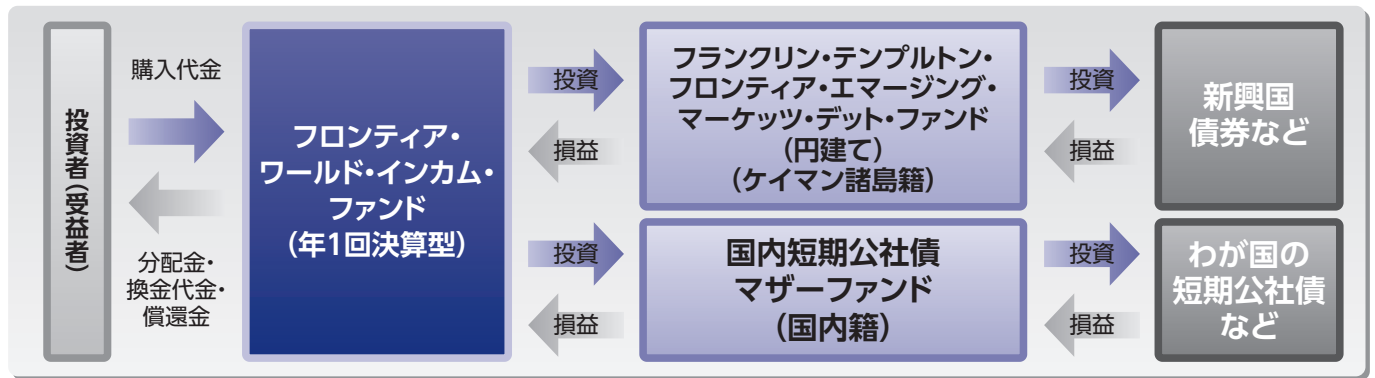 投資者（受益者）
購入代金
分配金・
換金代金・
償還金
フロンティア・
ワールド・インカム・
ファンド
（年1回決算型）
投資
損益
フランクリン・テンプルトン・
フロンティア・エマージング・
マーケッツ・デット・ファンド
（円建て）
（ケイマン諸島籍）
投資
損益
新興国
債券など
投資
損益
国内短期公社債
マザーファンド
（国内籍）
投資
損益
わが国の
短期公社債
など